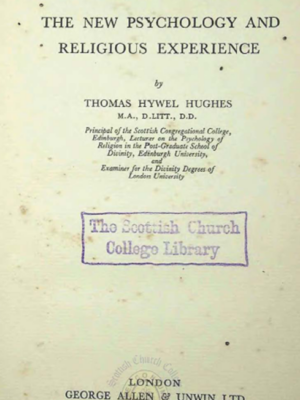 THE NEW PSYCHOLOGY AND
RELIGIOUS EXPERIENCE
by
THOMAS HYWEL HUGHES
M.A., D.LITT., D.D.
Principal of the Scottish Congregational College,
Edinburgh, Lecturer on the Psychology of
Religion in the Post-Graduate School of
Divinity, Edinburgh University,
and
Examiner for the Divinity Degrees of
London University
The Scottish Church
College Library
Scottish Church
LONDON
GEORGE ALLEN & UNWIN LTD